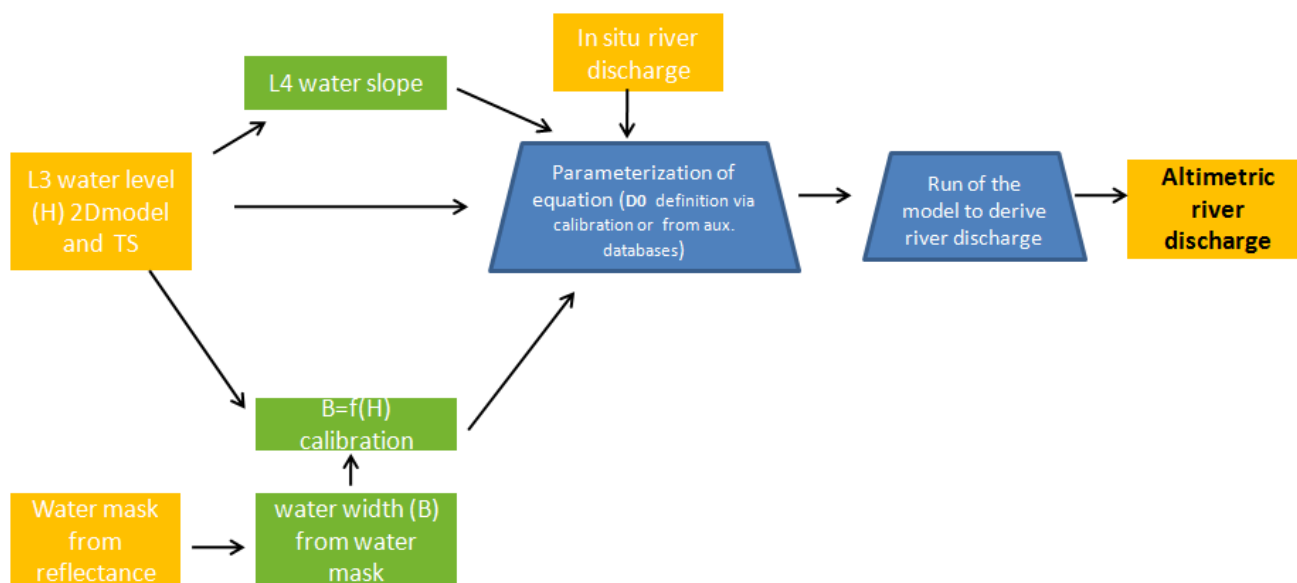 In situ river
discharge
L4 water slope
L3 water level
(H) 2Dmodel
and TS
Parameterization of
equation (D0 definition via
calibration or from aux.
databases)
Run of the
model to derive
river discharge
Altimetric
river
discharge
B=f(H)
calibration
Water mask
from
reflectance
water width (B)
from water
mask